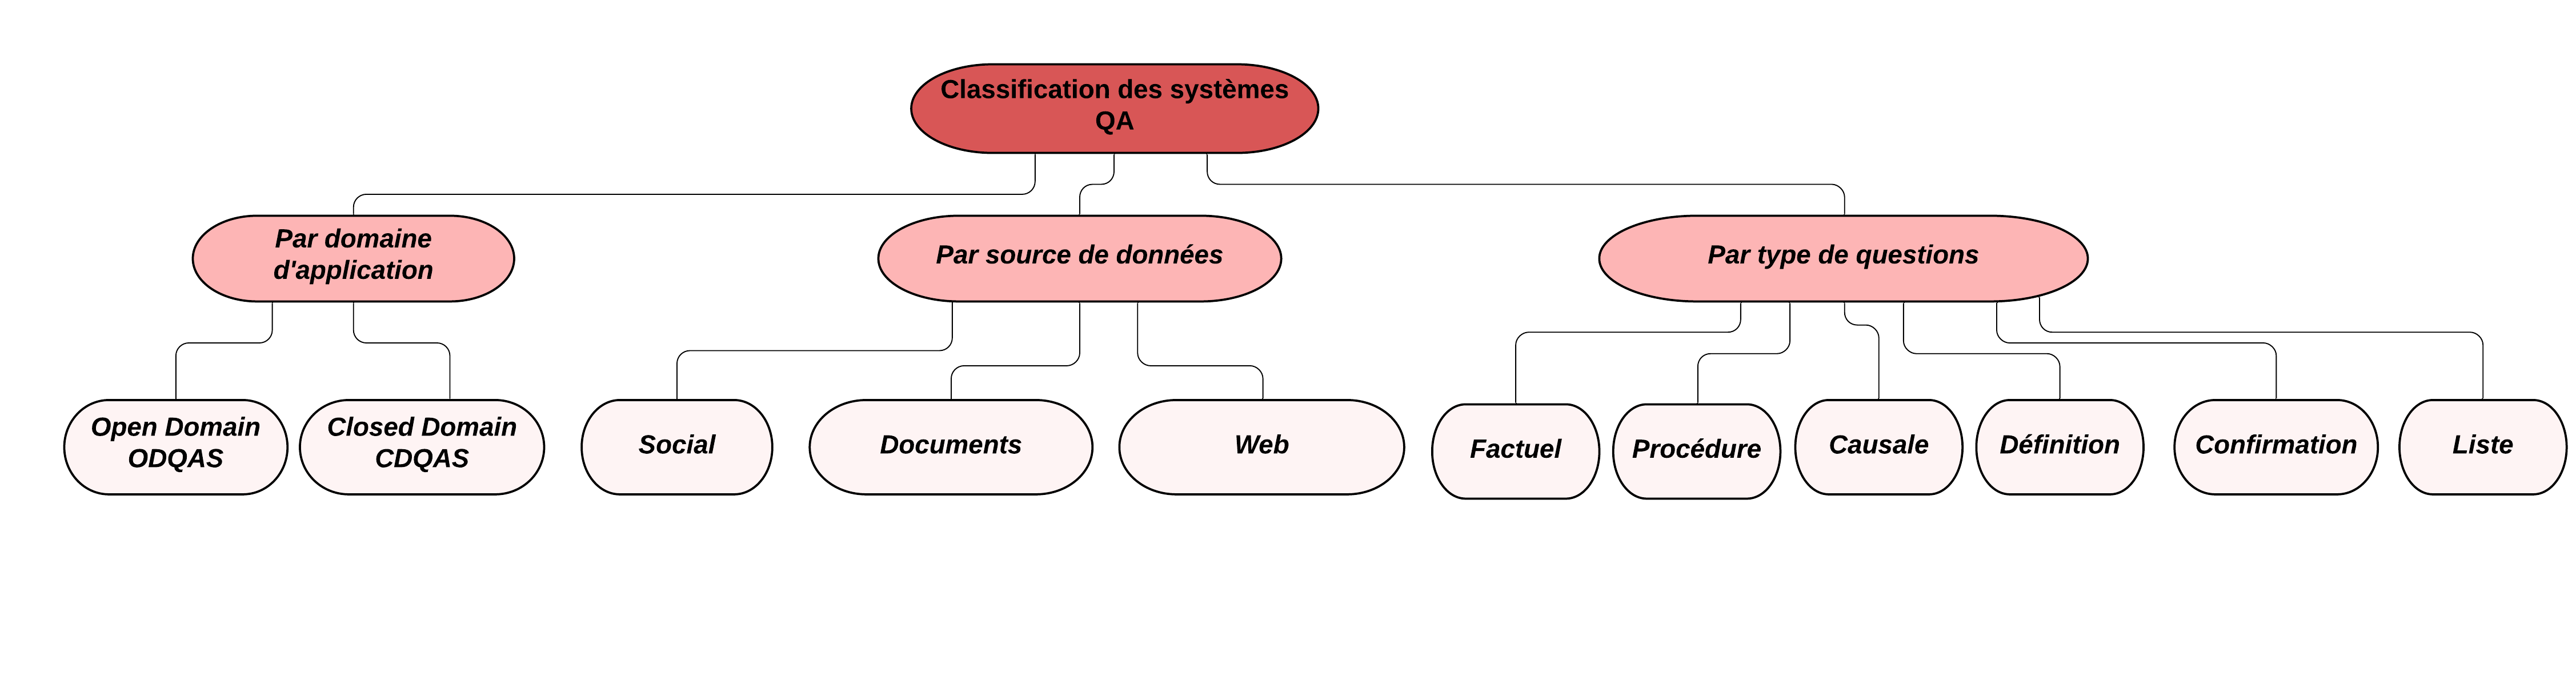 Classification des systèmes
QA
Par domaine
d'application
Par source de données
Par type de questions
Open Domain
ODQAS
Closed Domain
CDQAS
Social
Documents
Web
Factuel
Procédure
Causale
Définition
Confirmation
Liste